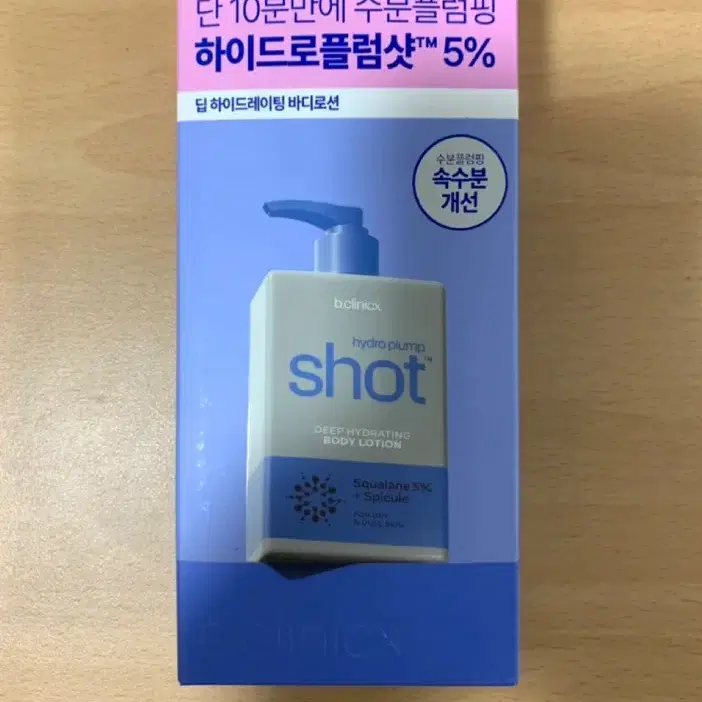 단 10분만에 수분플럼핑
하이드로플럼샷™ 5%
딥 하이드레이팅 바디로션
수분플럼핑
속수분
개선
b.clinicx
hydro plump
shot™
DEEP HYDRATING
BODY LOTION
Squalane 5%
+ Spicule
b.clinicx